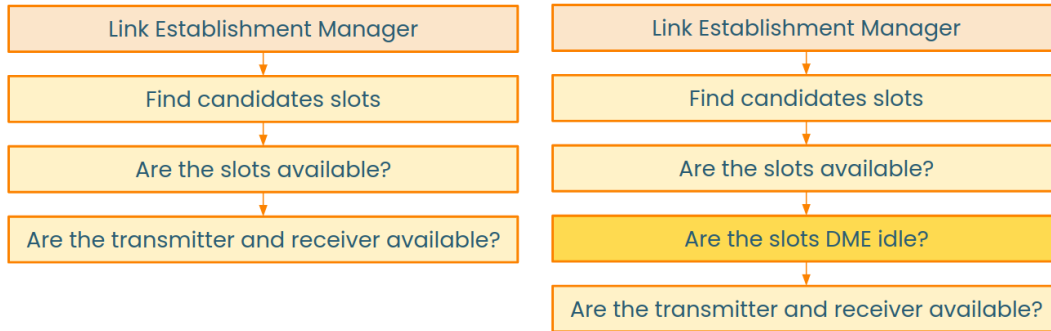 Link Establishment Manager
Find candidates slots
Are the slots available?
Are the transmitter and receiver available?
Link Establishment Manager
Find candidates slots
Are the slots available?
Are the slots DME idle?
Are the transmitter and receiver available?